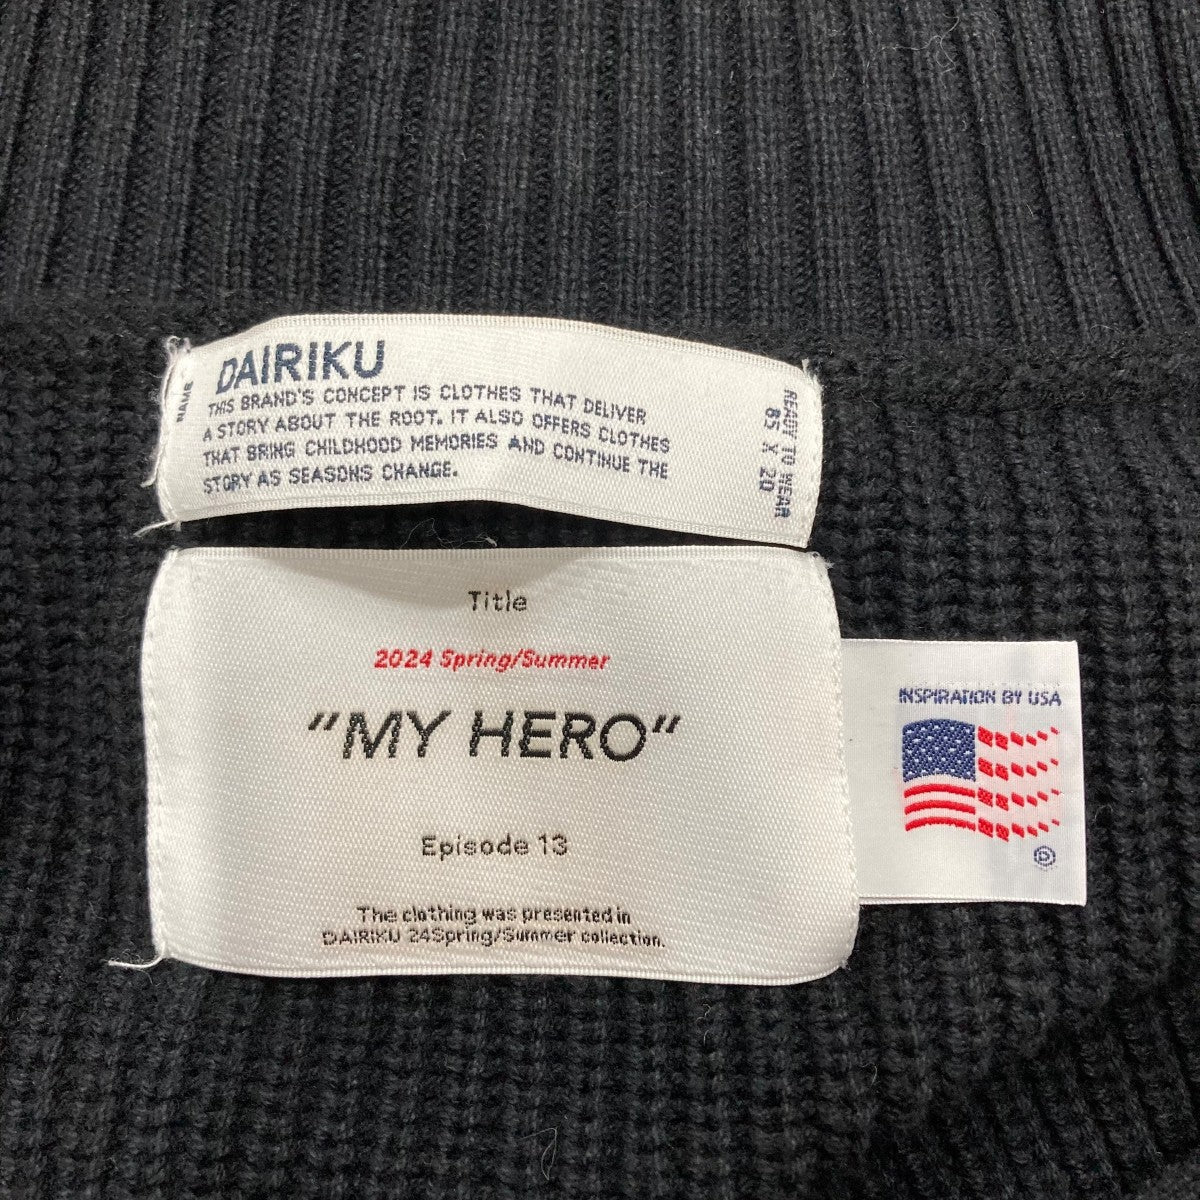 NAME
DAIRIKU
THIS BRAND'S CONCEPT IS CLOTHES THAT DELIVER
A STORY ABOUT THE ROOT. IT ALSO OFFERS CLOTHES
THAT BRING CHILDHOOD MEMORIES AND CONTINUE THE
STORY AS SEASONS CHANGE.
READY TO WEAR
85 X 20
Title
2024 Spring/Summer
"MY HERO"
Episode 13
The clothing was presented in
DAIRIKU 24Spring/Summer collection.
INSPIRATION BY USA